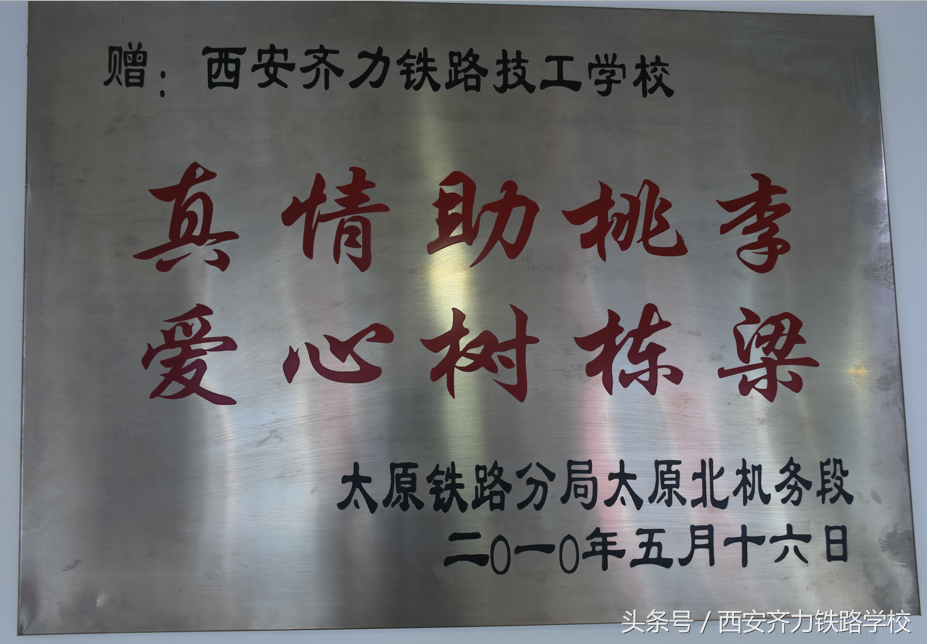 赠：西安齐力铁路技工学校
真情助桃李
爱心树栋梁
太原铁路分局太原北机务段
二〇一〇年五月十六日
头条号 / 西安齐力铁路学校